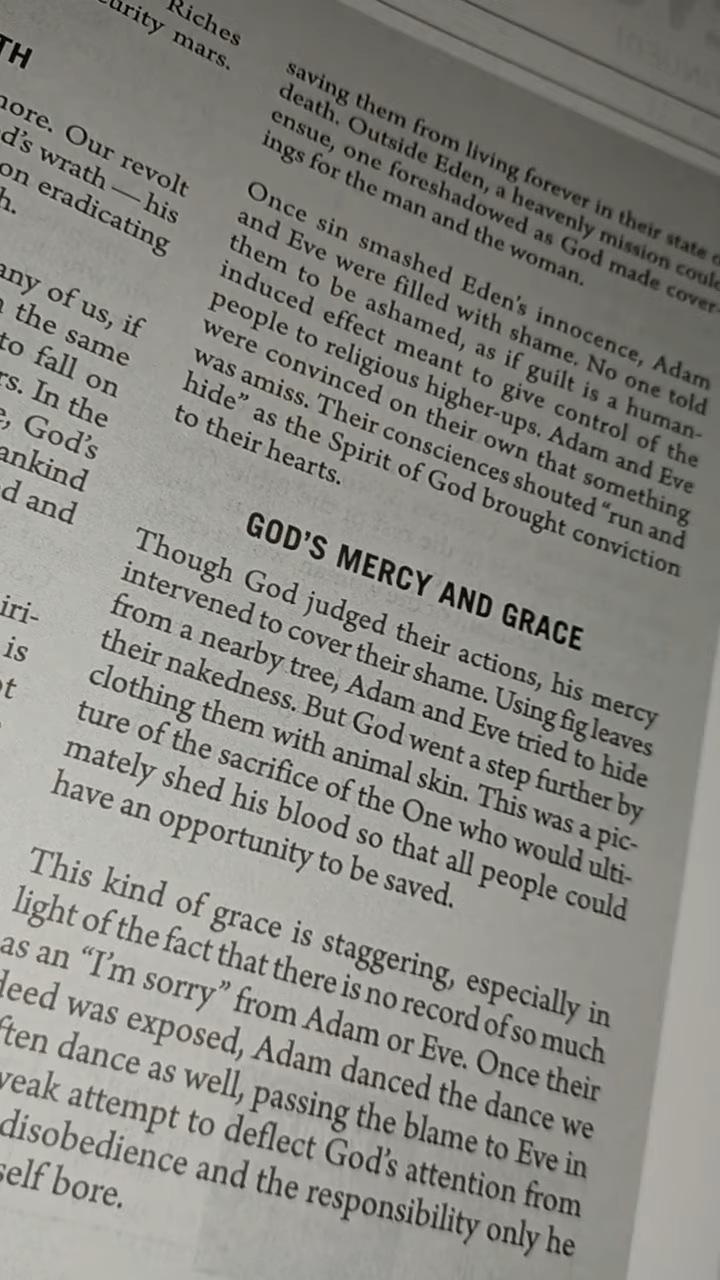 Riches
urity mars.
TH
more. Our revolt
d's wrath — his
on eradicating
h.
any of us, if
the same
to fall on
rs. In the
e, God's
ankind
d and
iri-
is
ot
saving them from living forever in their state
death. Outside Eden, a heavenly mission could
ensue, one foreshadowed as God made cover-
ings for the man and the woman.
Once sin smashed Eden's innocence, Adam
and Eve were filled with shame. No one told
them to be ashamed, as if guilt is a human-
induced effect meant to give control of the
people to religious higher-ups. Adam and Eve
were convinced on their own that something
was amiss. Their consciences shouted "run and
hide" as the Spirit of God brought conviction
to their hearts.
GOD'S MERCY AND GRACE
Though God judged their actions, his mercy
intervened to cover their shame. Using fig leaves
from a nearby tree, Adam and Eve tried to hide
their nakedness. But God went a step further by
clothing them with animal skin. This was a pic-
ture of the sacrifice of the One who would ulti-
mately shed his blood so that all people could
have an opportunity to be saved.
This kind of grace is staggering, especially in
light of the fact that there is no record of so much
as an "I'm sorry" from Adam or Eve. Once their
deed was exposed, Adam danced the dance we
ften dance as well, passing the blame to Eve in
weak attempt to deflect God's attention from
disobedience and the responsibility only he
self bore.